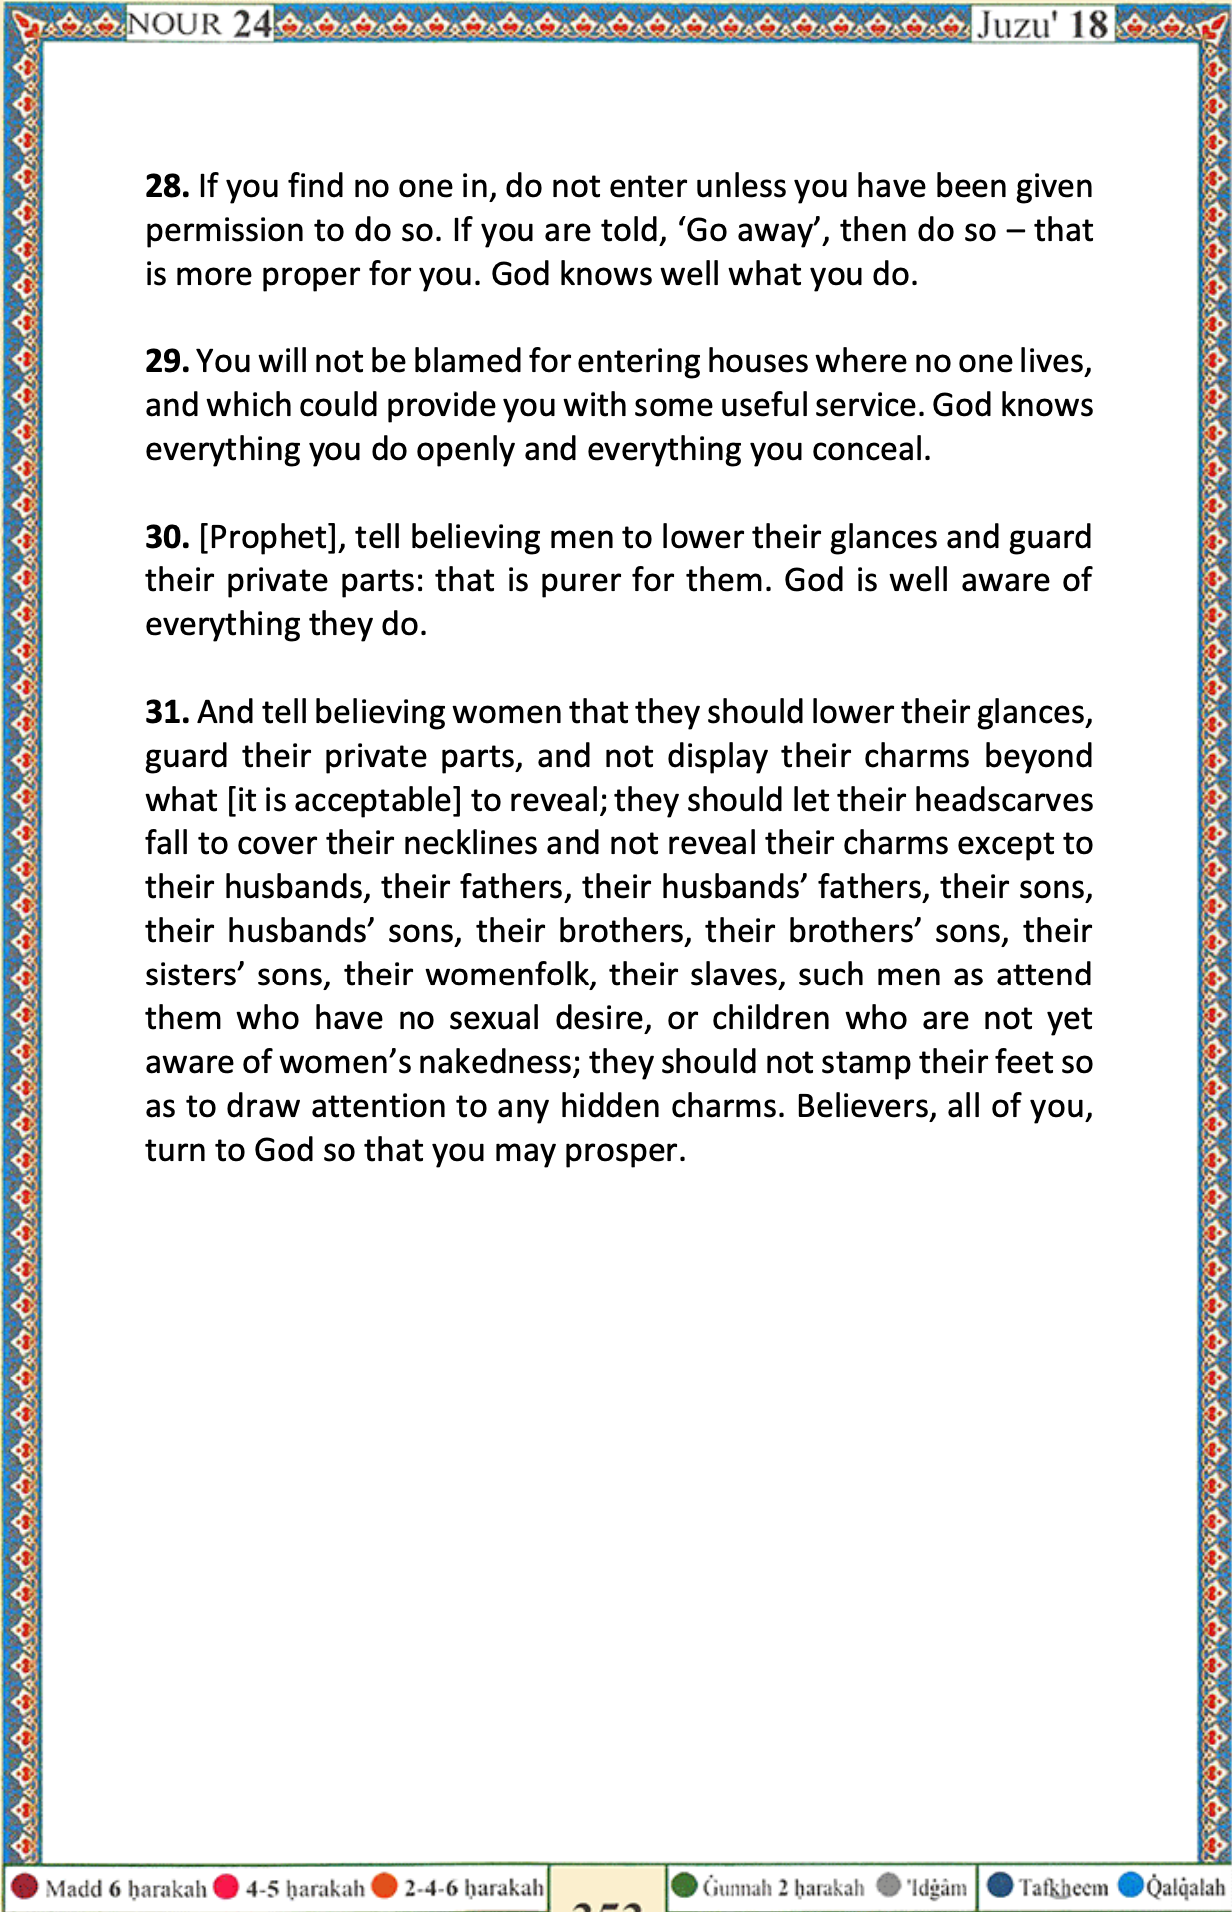 NOUR 24 Juzu' 18
28. If you find no one in, do not enter unless you have been given
permission to do so. If you are told, ‘Go away’, then do so – that
is more proper for you. God knows well what you do.
29. You will not be blamed for entering houses where no one lives,
and which could provide you with some useful service. God knows
everything you do openly and everything you conceal.
30. [Prophet], tell believing men to lower their glances and guard
their private parts: that is purer for them. God is well aware of
everything they do.
31. And tell believing women that they should lower their glances,
guard their private parts, and not display their charms beyond
what [it is acceptable] to reveal; they should let their headscarves
fall to cover their necklines and not reveal their charms except to
their husbands, their fathers, their husbands’ fathers, their sons,
their husbands’ sons, their brothers, their brothers’ sons, their
sisters’ sons, their womenfolk, their slaves, such men as attend
them who have no sexual desire, or children who are not yet
aware of women’s nakedness; they should not stamp their feet so
as to draw attention to any hidden charms. Believers, all of you,
turn to God so that you may prosper.
Madd 6 ḥarakah 4-5 ḥarakah 2-4-6 ḥarakah Ġunnah 2 ḥarakah 'Idġâm Tafkheem Q̇alq̇alah